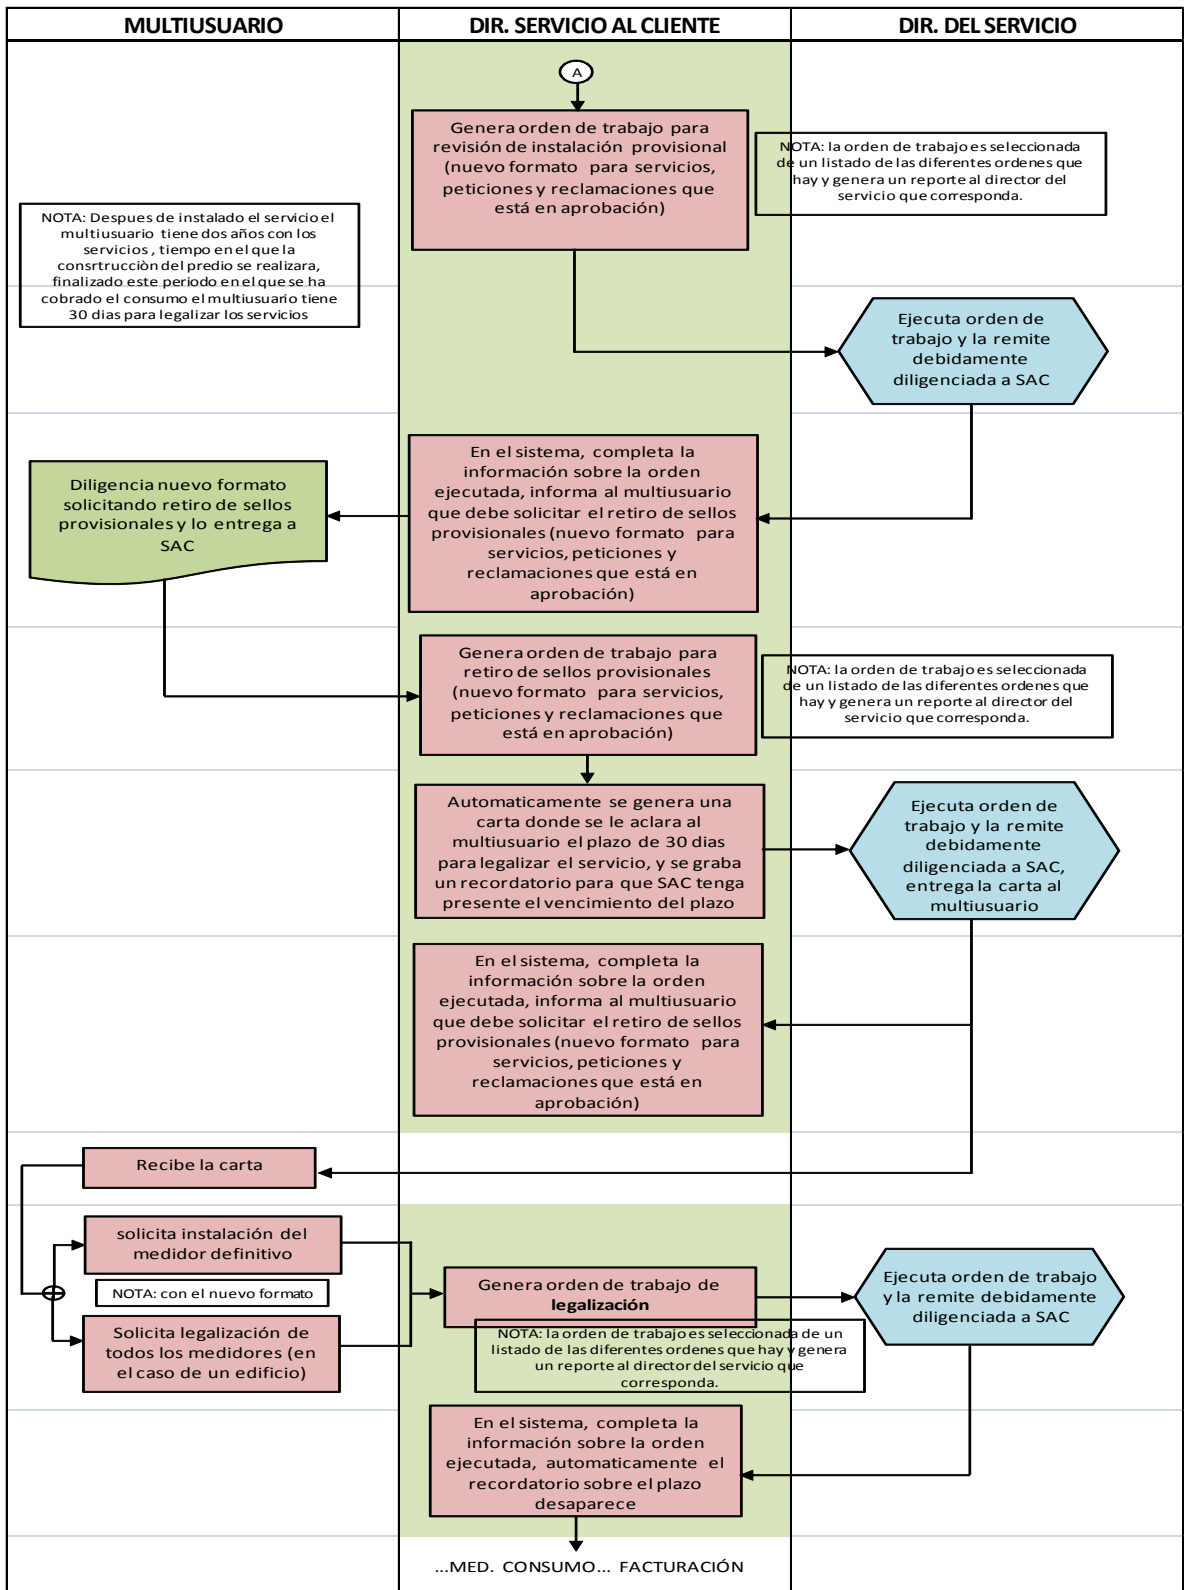 MULTIUSUARIO
DIR. SERVICIO AL CLIENTE
DIR. DEL SERVICIO
A
Genera orden de trabajo para
revisión de instalación provisional
(nuevo formato para servicios,
peticiones y reclamaciones que
está en aprobación)
NOTA: la orden de trabajo es seleccionada
de un listado de las diferentes ordenes que
hay y genera un reporte al director del
servicio que corresponda.
NOTA: Despues de instalado el servicio el
multiusuario tiene dos años con los
servicios , tiempo en el que la
consrtrucciòn del predio se realizara,
finalizado este periodo en el que se ha
cobrado el consumo el multiusuario tiene
30 dias para legalizar los servicios
Ejecuta orden de
trabajo y la remite
debidamente
diligenciada a SAC
En el sistema, completa la
información sobre la orden
ejecutada, informa al multiusuario
que debe solicitar el retiro de sellos
provisionales (nuevo formato para
servicios, peticiones y
reclamaciones que está en
aprobación)
Diligencia nuevo formato
solicitando retiro de sellos
provisionales y lo entrega a
SAC
Genera orden de trabajo para
retiro de sellos provisionales
(nuevo formato para servicios,
peticiones y reclamaciones que
está en aprobación)
NOTA: la orden de trabajo es seleccionada
de un listado de las diferentes ordenes que
hay y genera un reporte al director del
servicio que corresponda.
Automaticamente se genera una
carta donde se le aclara al
multiusuario el plazo de 30 dias
para legalizar el servicio, y se graba
un recordatorio para que SAC tenga
presente el vencimiento del plazo
Ejecuta orden de
trabajo y la remite
debidamente
diligenciada a SAC,
entrega la carta al
multiusuario
En el sistema, completa la
información sobre la orden
ejecutada, informa al multiusuario
que debe solicitar el retiro de sellos
provisionales (nuevo formato para
servicios, peticiones y
reclamaciones que está en
aprobación)
Recibe la carta
solicita instalación del
medidor definitivo
NOTA: con el nuevo formato
Solicita legalización de
todos los medidores (en
el caso de un edificio)
Genera orden de trabajo de
legalización
NOTA: la orden de trabajo es seleccionada de un
listado de las diferentes ordenes que hay y genera
un reporte al director del servicio que
corresponda.
Ejecuta orden de trabajo
y la remite debidamente
diligenciada a SAC
En el sistema, completa la
información sobre la orden
ejecutada, automaticamente el
recordatorio sobre el plazo
desaparece
...MED. CONSUMO... FACTURACIÓN